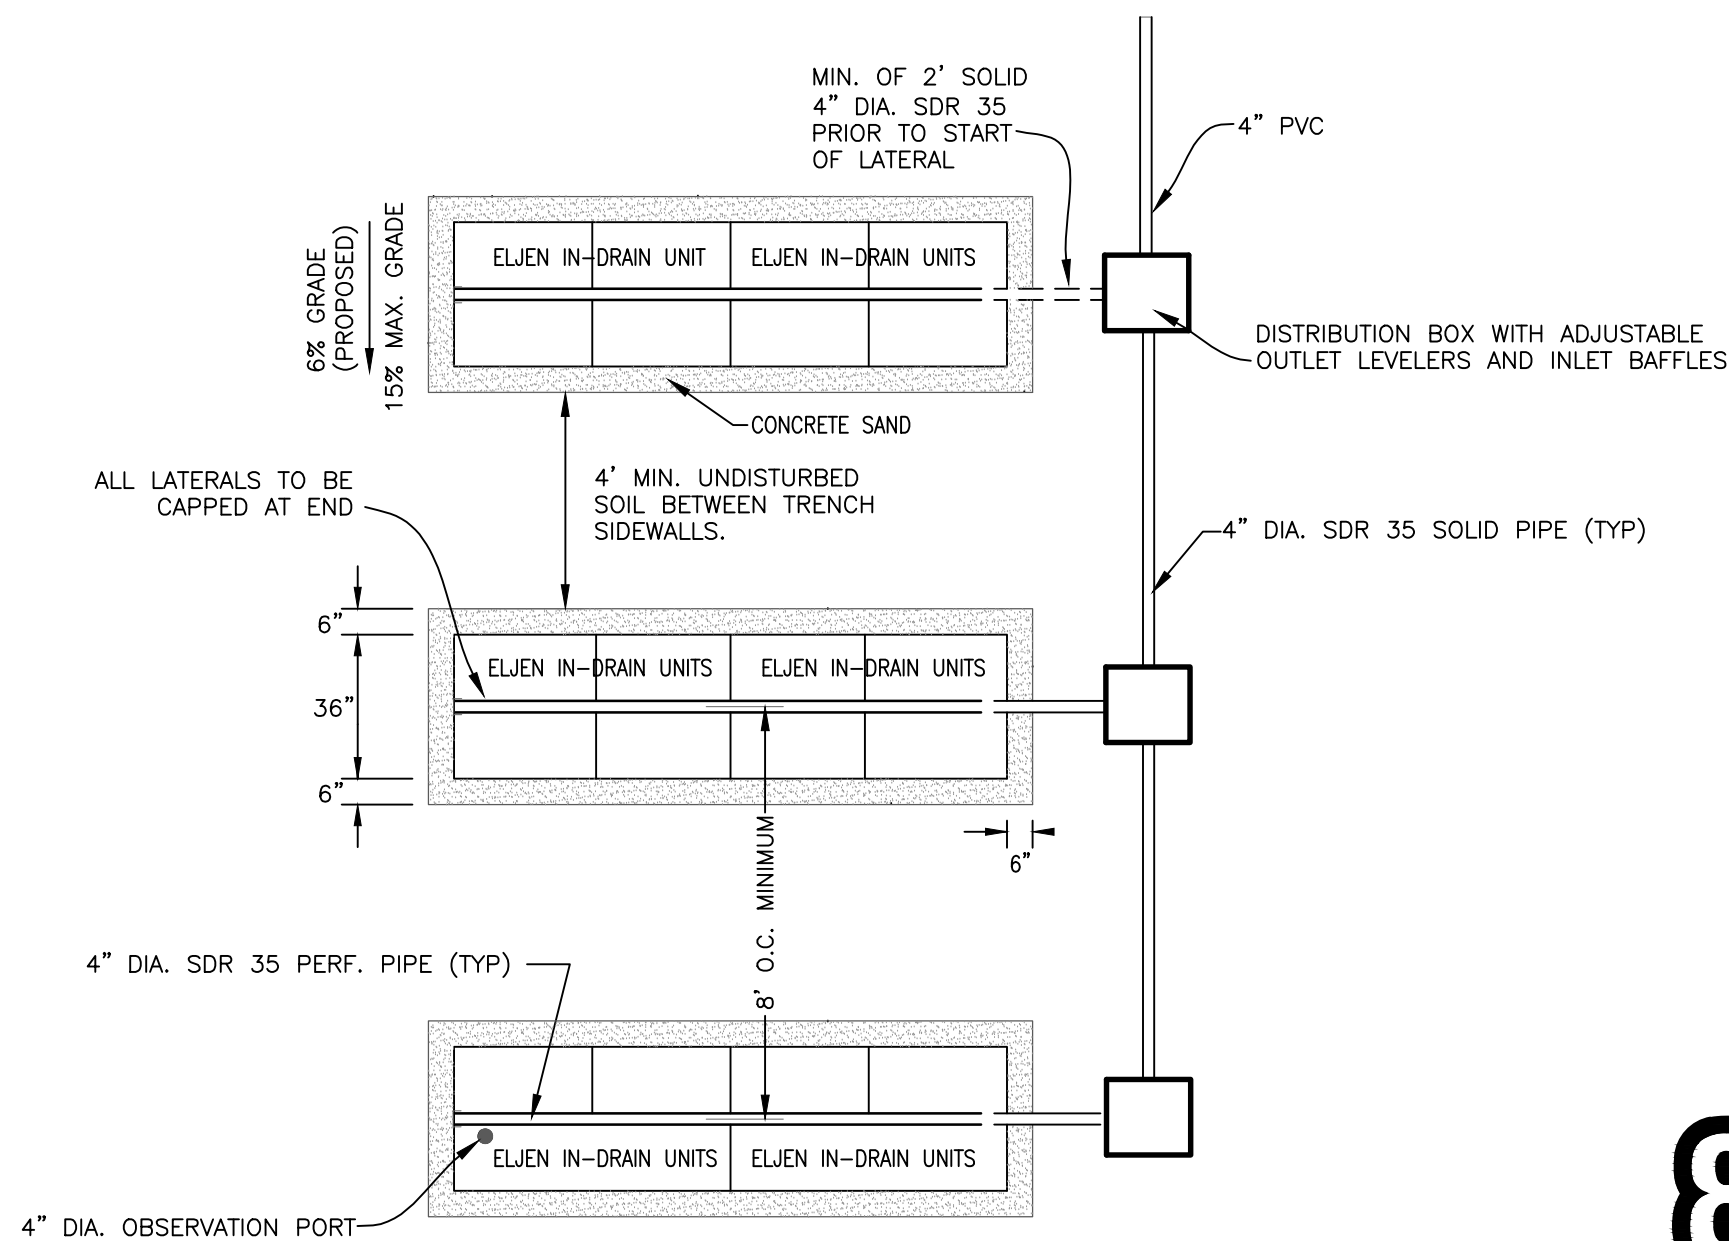 MIN. OF 2' SOLID
4" DIA. SDR 35
PRIOR TO START
OF LATERAL
4" PVC
6% GRADE
(PROPOSED)
15% MAX. GRADE
ELJEN IN-DRAIN UNIT
ELJEN IN-DRAIN UNITS
DISTRIBUTION BOX WITH ADJUSTABLE
OUTLET LEVELERS AND INLET BAFFLES
CONCRETE SAND
ALL LATERALS TO BE
CAPPED AT END
4' MIN. UNDISTURBED
SOIL BETWEEN TRENCH
SIDEWALLS.
4" DIA. SDR 35 SOLID PIPE (TYP)
6"
ELJEN IN-DRAIN UNITS
ELJEN IN-DRAIN UNITS
36"
6"
6"
8' O.C. MINIMUM
4" DIA. SDR 35 PERF. PIPE (TYP)
ELJEN IN-DRAIN UNITS
ELJEN IN-DRAIN UNITS
4" DIA. OBSERVATION PORT